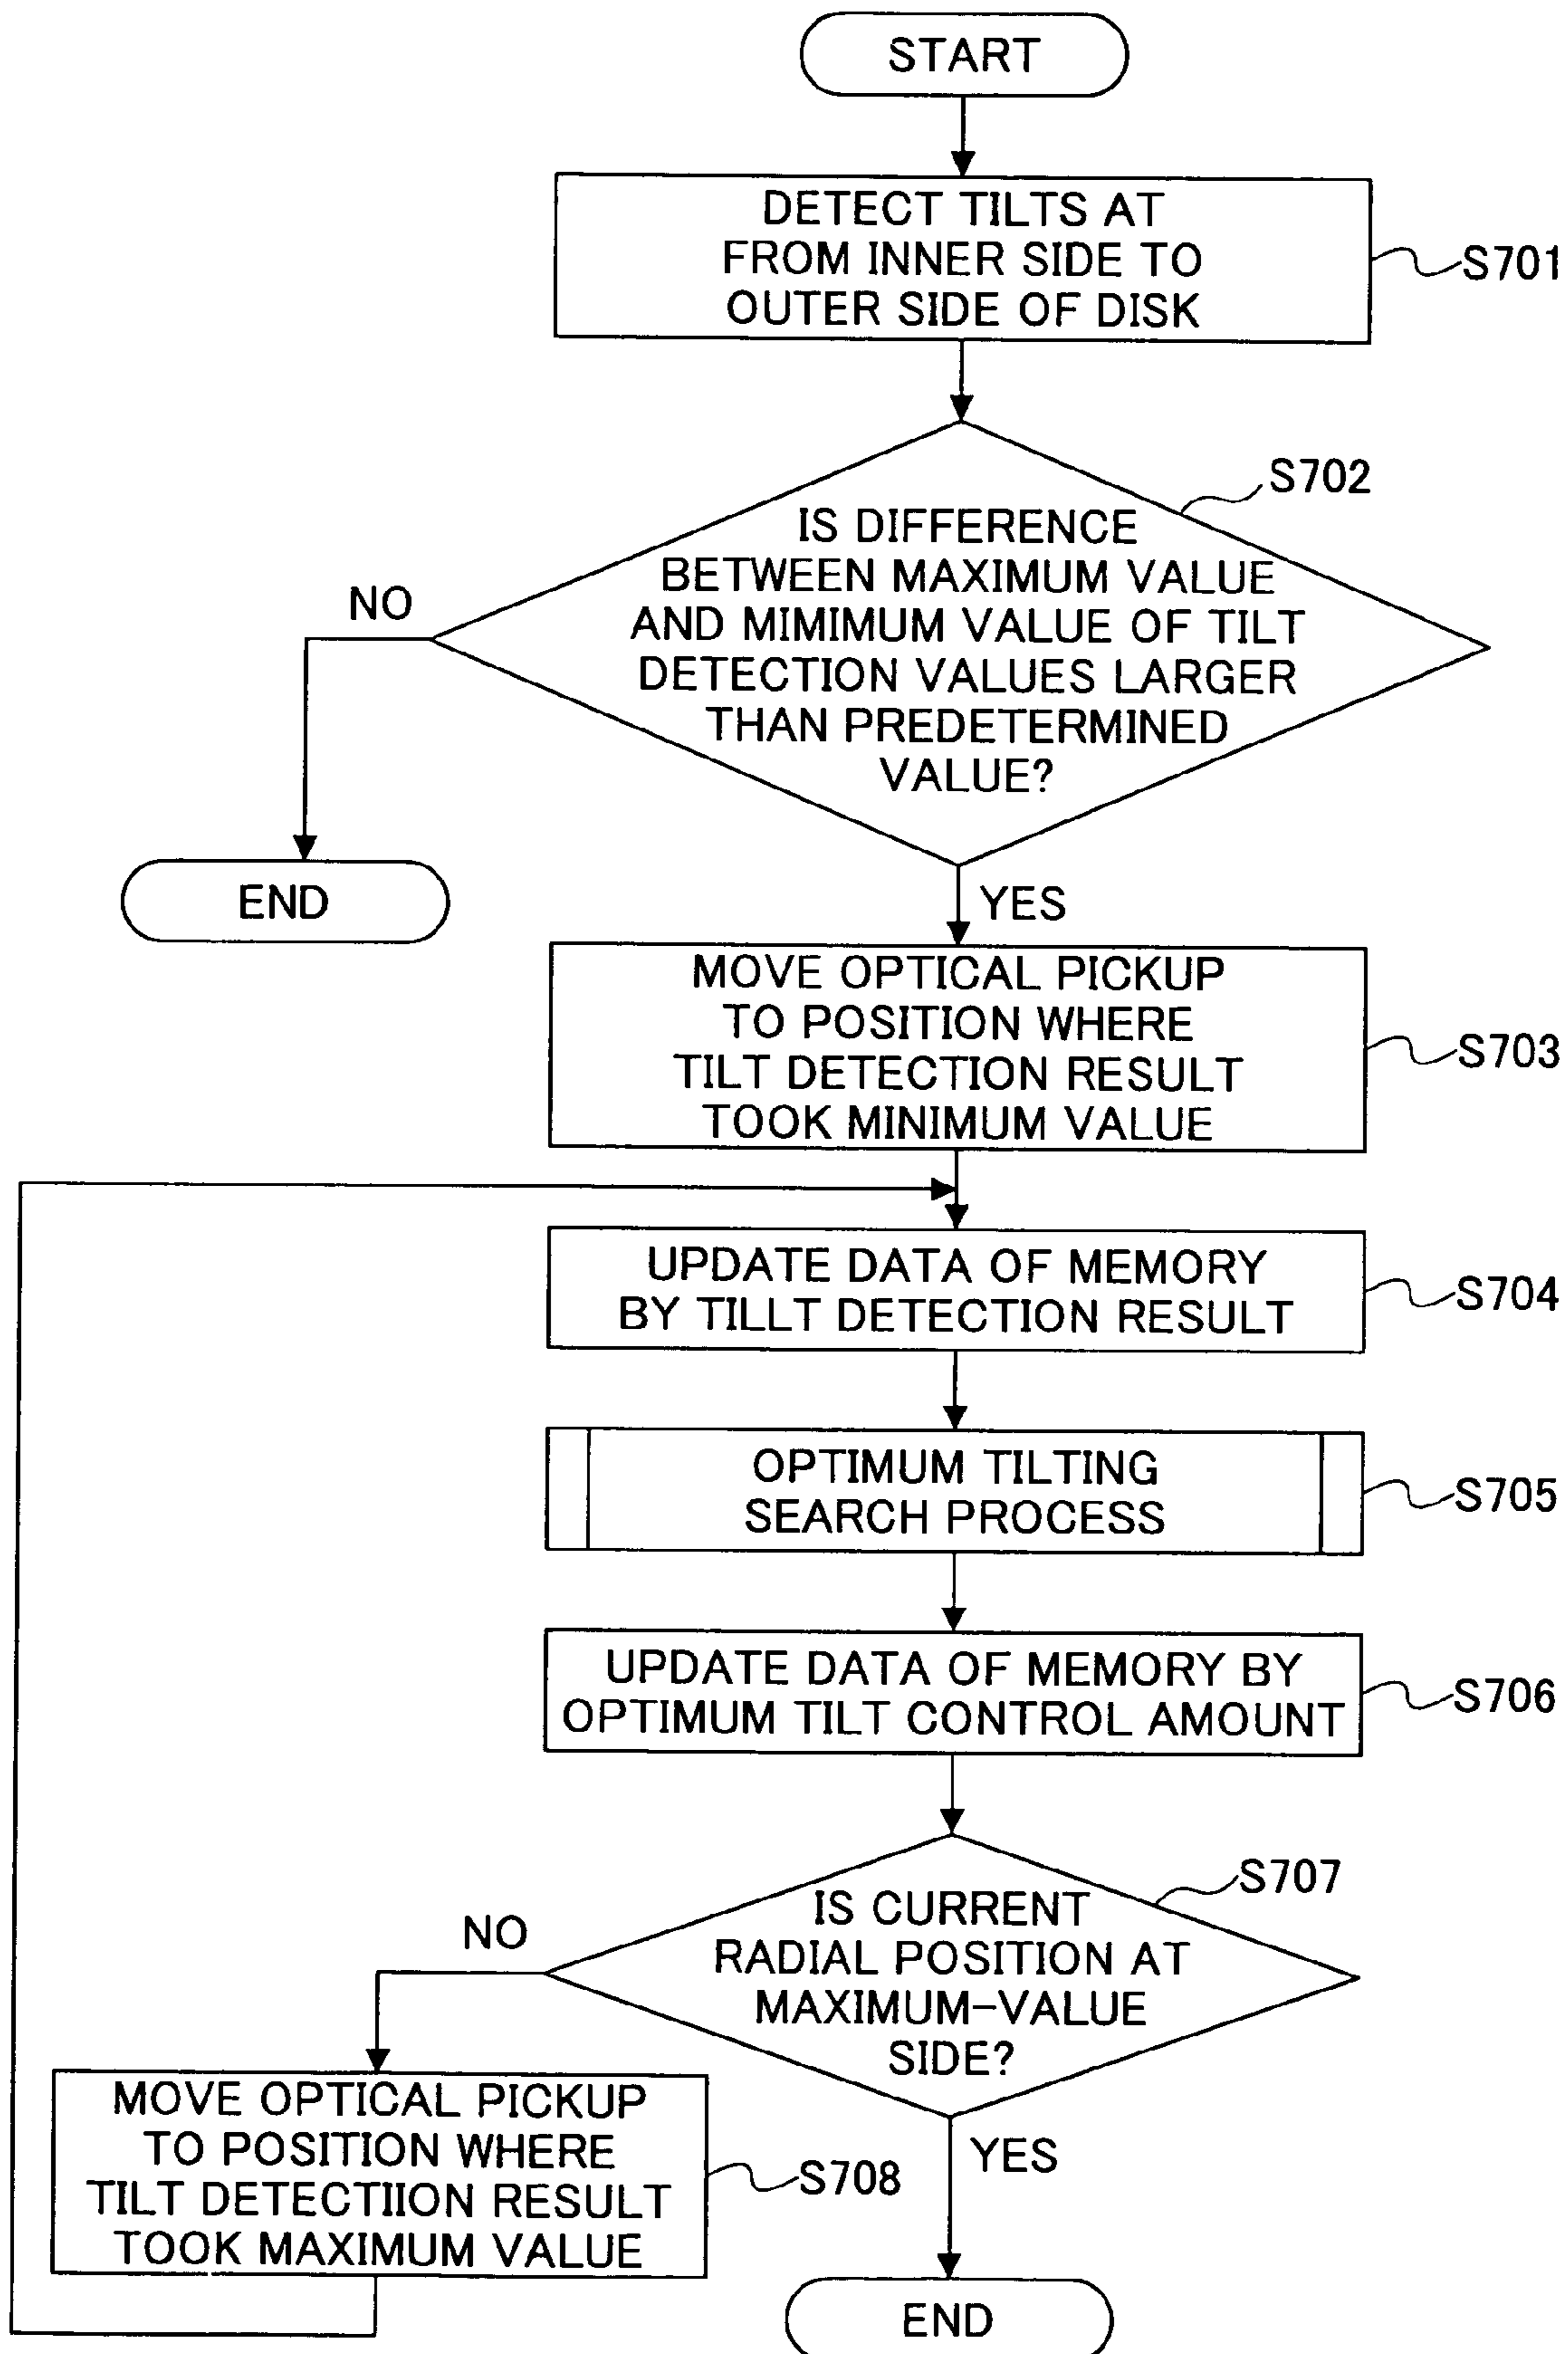 START
DETECT TILTS AT
FROM INNER SIDE TO
OUTER SIDE OF DISK
S701
S702
IS DIFFERENCE
BETWEEN MAXIMUM VALUE
AND MIMIMUM VALUE OF TILT
DETECTION VALUES LARGER
THAN PREDETERMINED
VALUE?
NO
END
YES
MOVE OPTICAL PICKUP
TO POSITION WHERE
TILT DETECTION RESULT
TOOK MINIMUM VALUE
S703
UPDATE DATA OF MEMORY
BY TILLT DETECTION RESULT
S704
OPTIMUM TILTING
SEARCH PROCESS
S705
UPDATE DATA OF MEMORY BY
OPTIMUM TILT CONTROL AMOUNT
S706
S707
IS CURRENT
RADIAL POSITION AT
MAXIMUM-VALUE
SIDE?
NO
MOVE OPTICAL PICKUP
TO POSITION WHERE
TILT DETECTIION RESULT
TOOK MAXIMUM VALUE
S708
YES
END